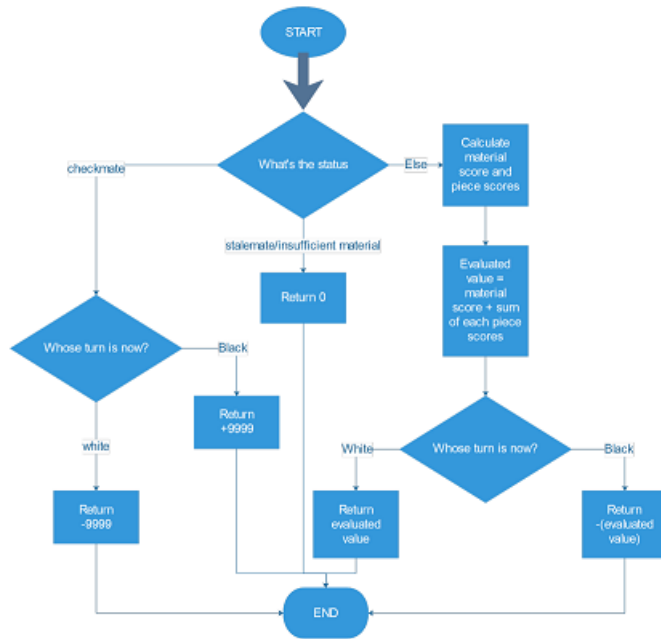 START
What's the status
checkmate
Else
Calculate
material
score and
piece scores
stalemate/insufficient material
Return 0
Evaluated
value =
material
score + sum
of each piece
scores
Whose turn is now?
Black
Return
+9999
white
Return
-9999
Whose turn is now?
White
Black
Return
evaluated
value
Return
-(evaluated
value)
END